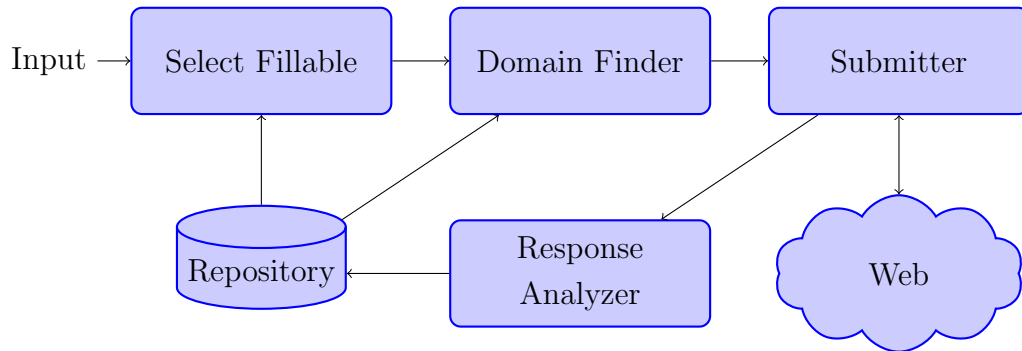 Input
Select Fillable
Domain Finder
Submitter
Repository
Response
Analyzer
Web